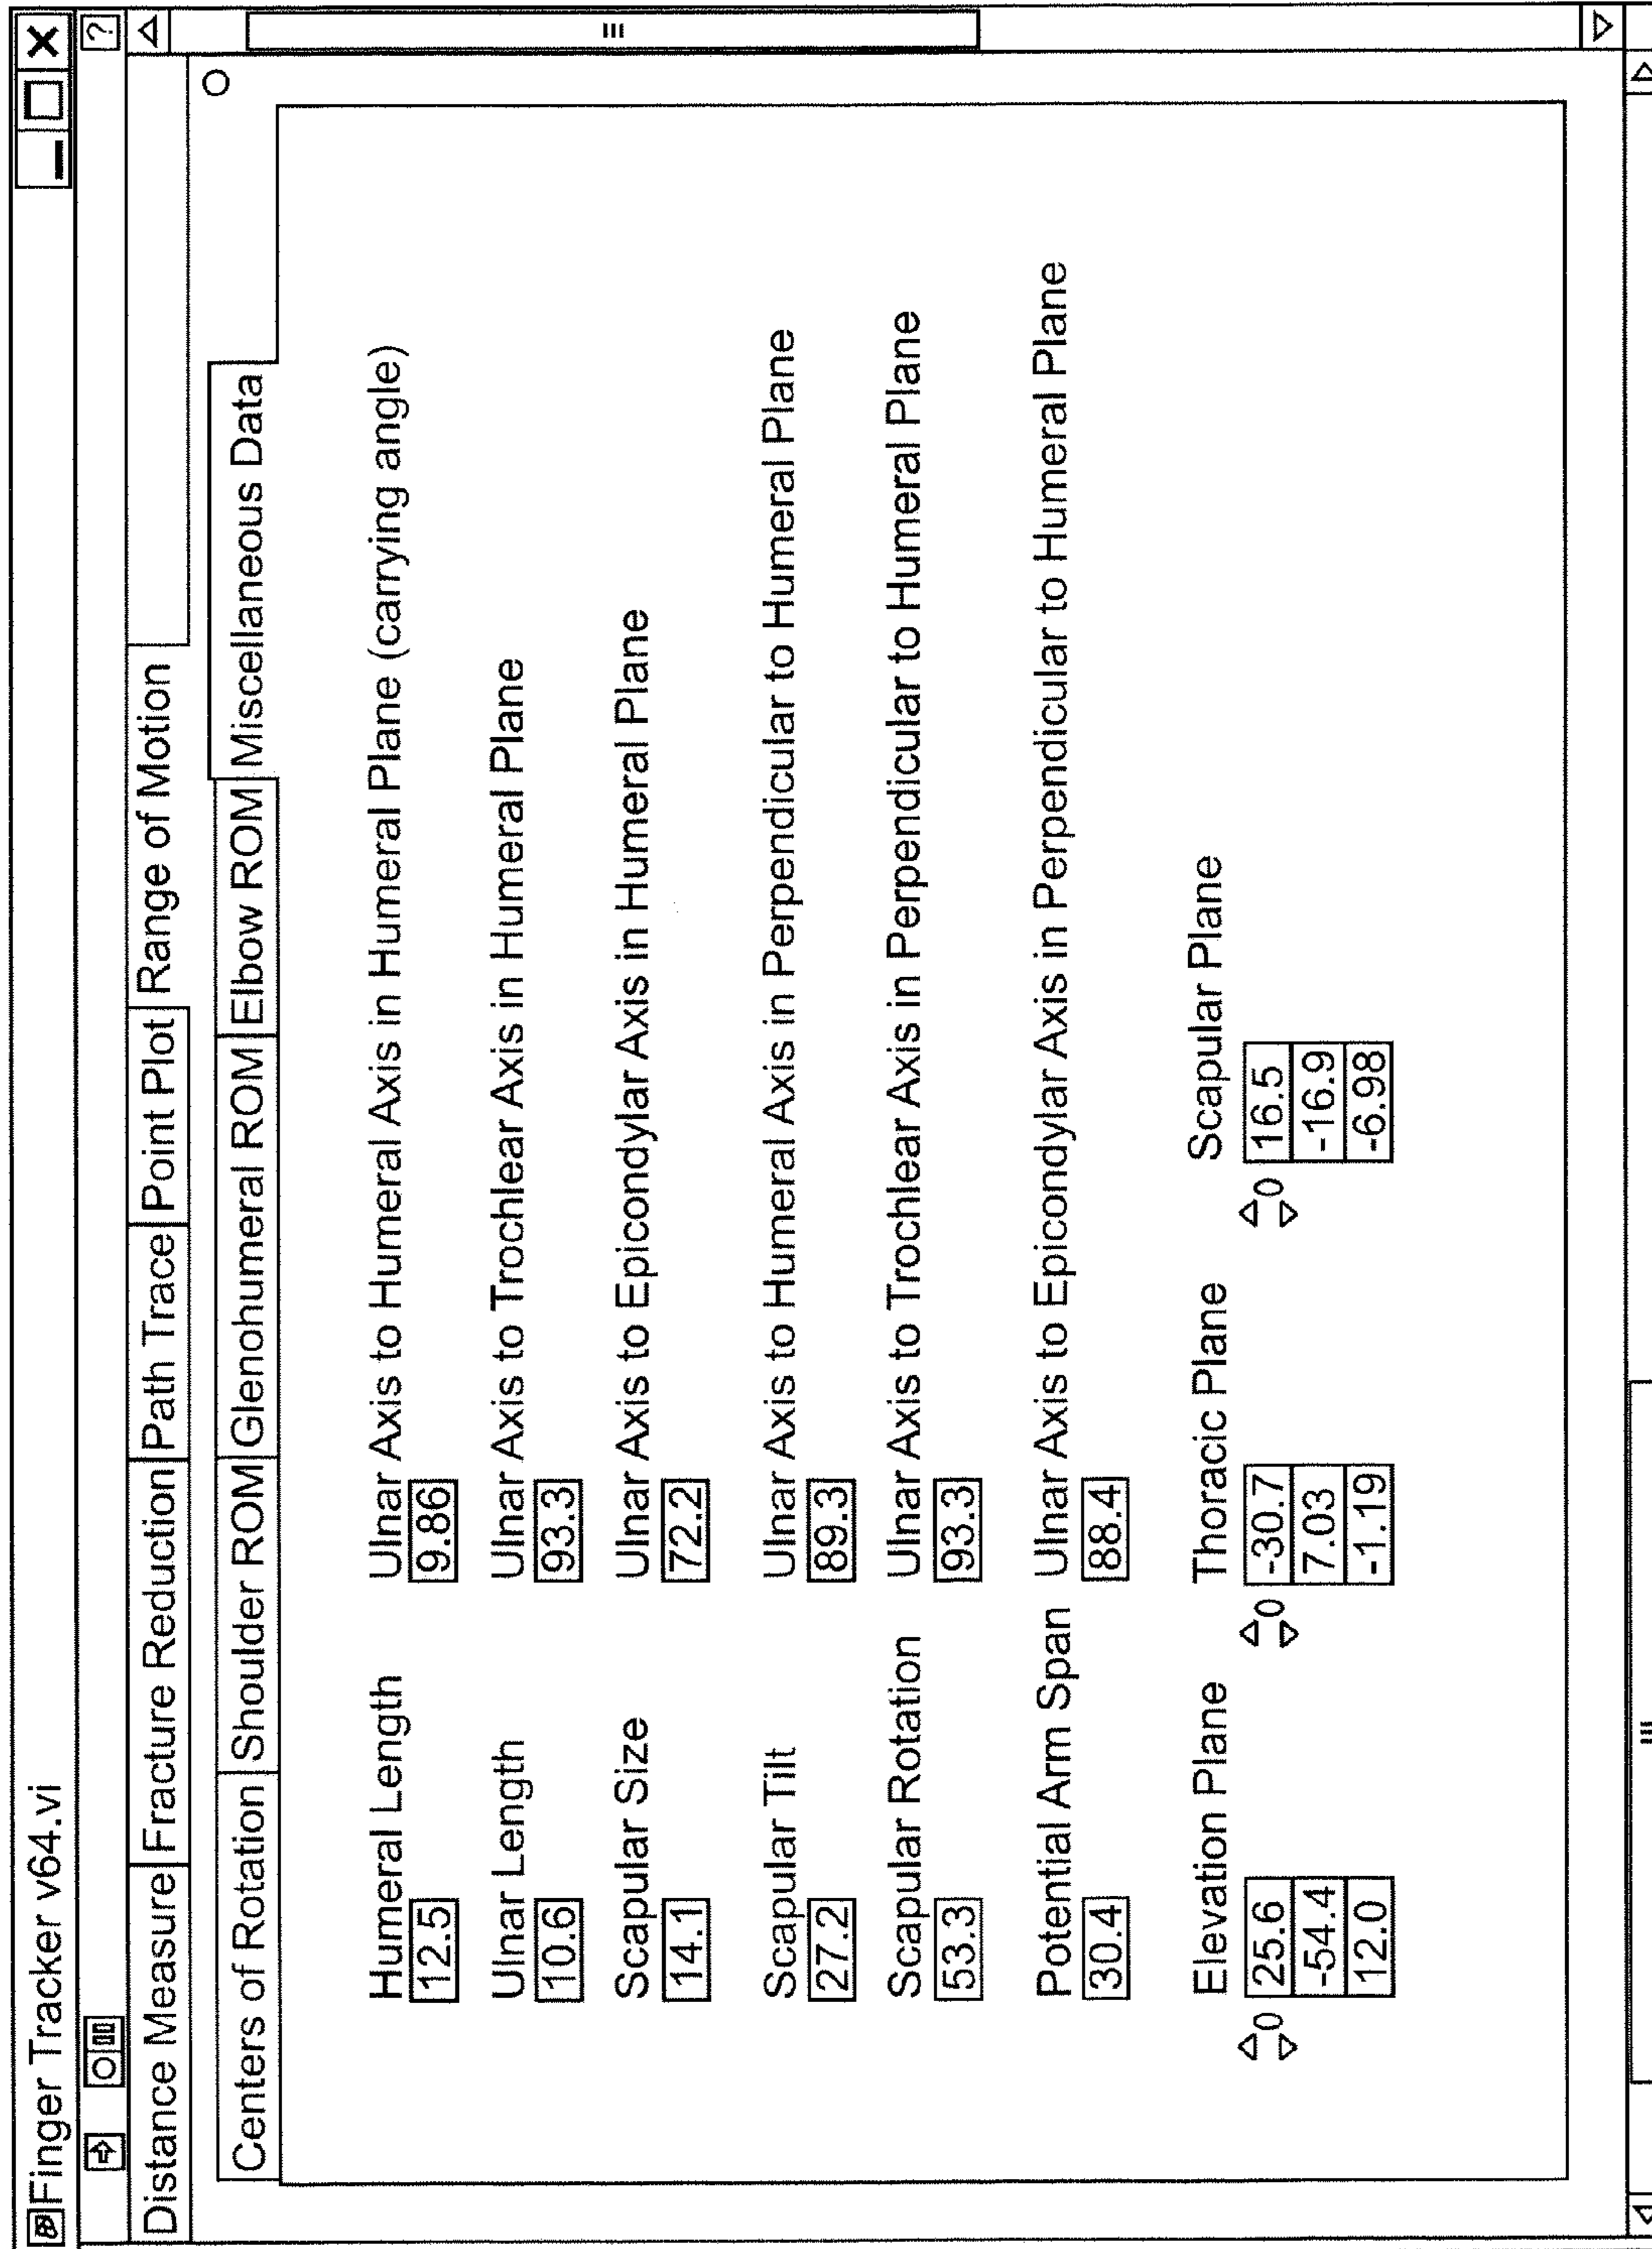 Finger Tracker v64.vi
?
Distance Measure Fracture Reduction Path Trace Point Plot Range of Motion
Centers of Rotation Shoulder ROM Glenohumeral ROM Elbow ROM Miscellaneous Data
Humeral Length Ulnar Axis to Humeral Axis in Humeral Plane (carrying angle)
12.5 9.86
Ulnar Length Ulnar Axis to Trochlear Axis in Humeral Plane
10.6 93.3
Scapular Size Ulnar Axis to Epicondylar Axis in Humeral Plane
14.1 72.2
Scapular Tilt Ulnar Axis to Humeral Axis in Perpendicular to Humeral Plane
27.2 89.3
Scapular Rotation Ulnar Axis to Trochlear Axis in Perpendicular to Humeral Plane
53.3 93.3
Potential Arm Span Ulnar Axis to Epicondylar Axis in Perpendicular to Humeral Plane
30.4 88.4
Elevation Plane Thoracic Plane Scapular Plane
0 25.6 0 -30.7 0 16.5
-54.4 7.03 -16.9
12.0 -1.19 -6.98